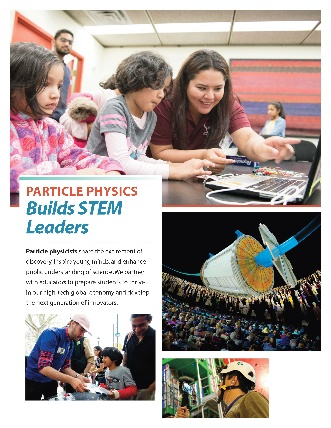 PARTICLE PHYSICS
Builds STEM
Leaders
Particle physicists share the excitement of
discovery, inspire young minds, and enhance
public understanding of science. We partner
with educators to prepare students to thrive
in our high-tech global economy and develop
the next generation of innovators.